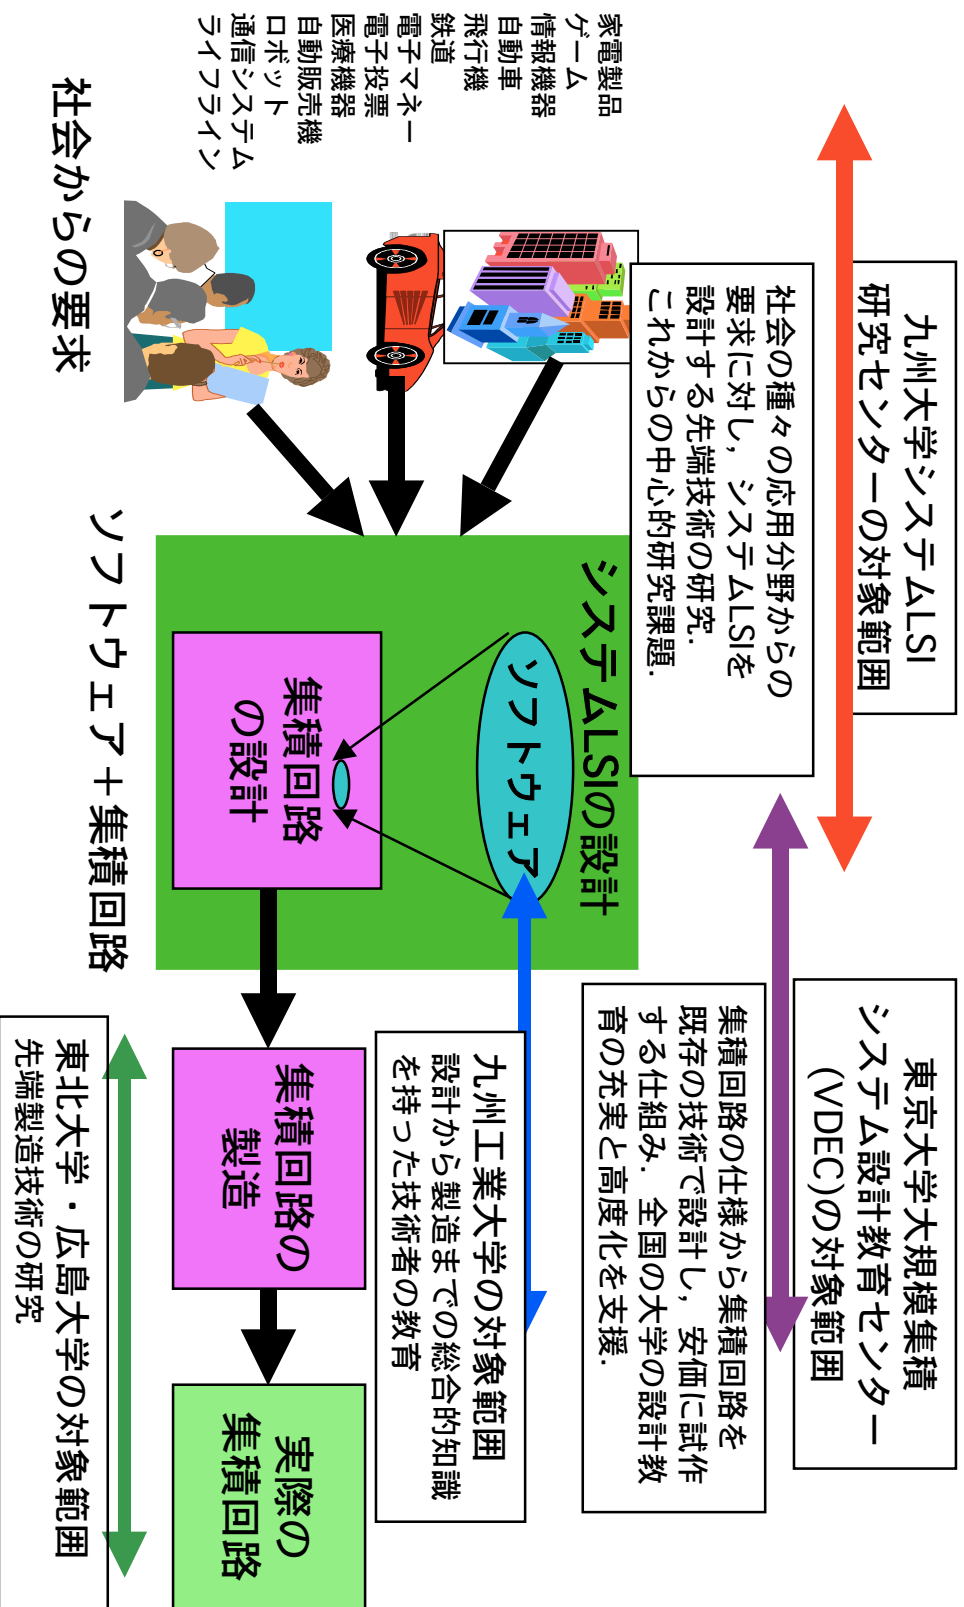 九州大学システムLSI
研究センターの対象範囲
社会の種々の応用分野からの
要求に対し，システムLSIを
設計する先端技術の研究.
これからの中心的研究課題.
東京大学大規模集積
システム設計教育センター
(VDEC)の対象範囲
集積回路の仕様から集積回路を
既存の技術で設計し，安価に試作
する仕組み．全国の大学の設計教
育の充実と高度化を支援.
家電製品
ゲーム
情報機器
自動車
飛行機
鉄道
電子マネー
電子投票
医療機器
自動販売機
ロボット
通信システム
ライフライン
社会からの要求
システムLSIの設計
ソフトウェア
集積回路
の設計
ソフトウェア＋集積回路
九州工業大学の対象範囲
設計から製造までの総合的知識
を持った技術者の教育
集積回路の
製造
実際の
集積回路
東北大学・広島大学の対象範囲
先端製造技術の研究